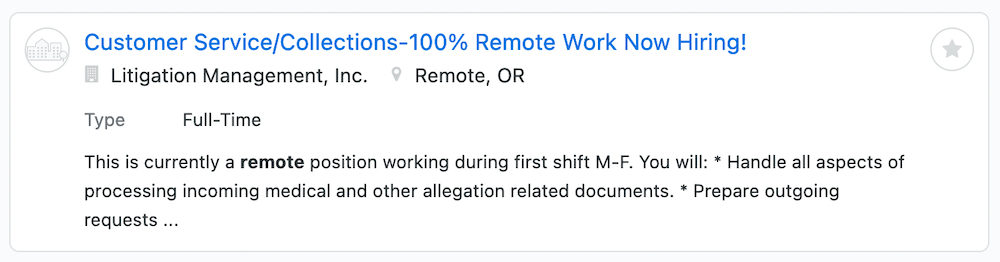 Customer Service/Collections-100% Remote Work Now Hiring!
Litigation Management, Inc. Remote, OR
Type Full-Time
This is currently a remote position working during first shift M-F. You will: * Handle all aspects of
processing incoming medical and other allegation related documents. * Prepare outgoing
requests ...